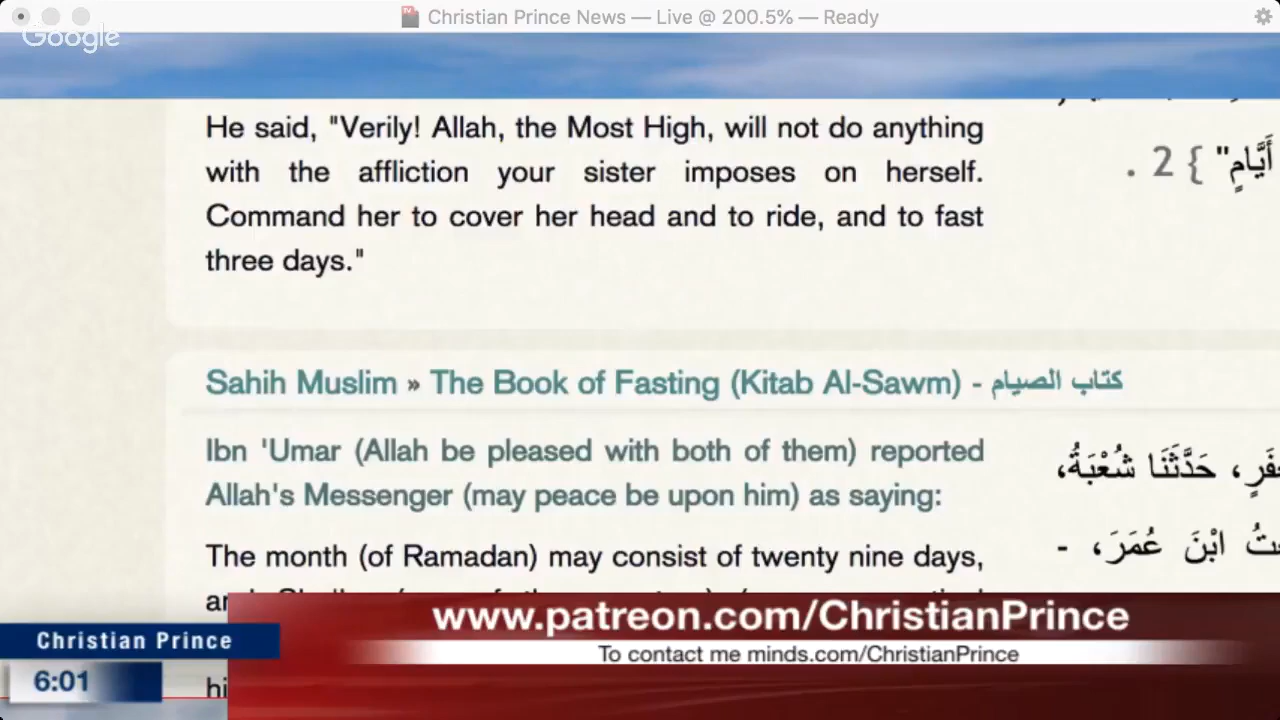 Christian Prince News — Live @ 200.5% — Ready
Google
He said, "Verily! Allah, the Most High, will not do anything
with the affliction your sister imposes on herself.
Command her to cover her head and to ride, and to fast
three days."
أَيَّامٍ" } 2 .
Sahih Muslim » The Book of Fasting (Kitab Al-Sawm) - كتاب الصيام
Ibn 'Umar (Allah be pleased with both of them) reported
Allah's Messenger (may peace be upon him) as saying:
حَدَّثَنَا شُعْبَةُ،
The month (of Ramadan) may consist of twenty nine days,
ابْنَ عُمَرَ، -
www.patreon.com/ChristianPrince
To contact me minds.com/ChristianPrince
Christian Prince
6:01